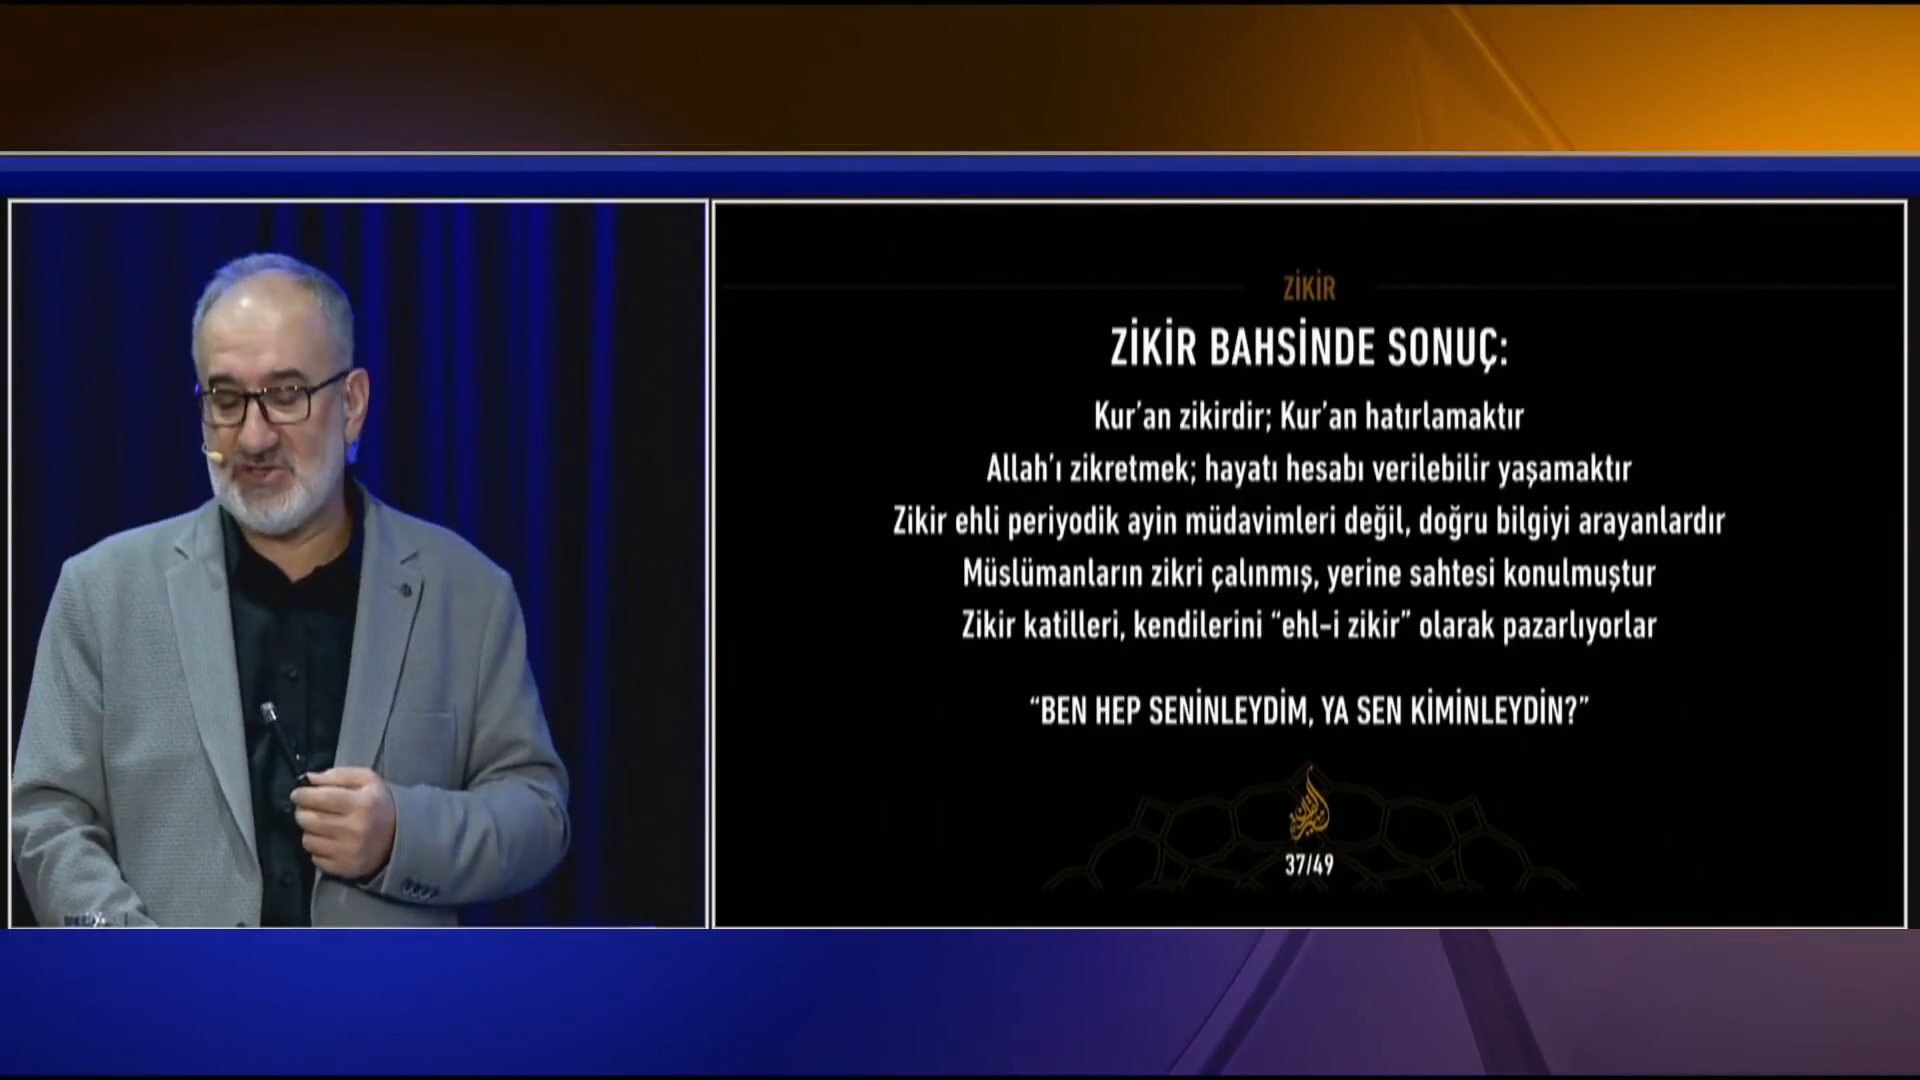 ZİKİR
ZİKİR BAHSİNDE SONUÇ:
Kur’an zikirdir; Kur’an hatırlamaktır
Allah’ı zikretmek; hayatı hesabı verilebilir yaşamaktır
Zikir ehli periyodik ayin müdavimleri değil, doğru bilgiyi arayanlardır
Müslümanların zikri çalınmış, yerine sahtesi konulmuştur
Zikir katilleri, kendilerini “ehl-i zikir” olarak pazarlıyorlar
“BEN HEP SENİNLEYDİM, YA SEN KİMİNLEYDİN?”
37/49